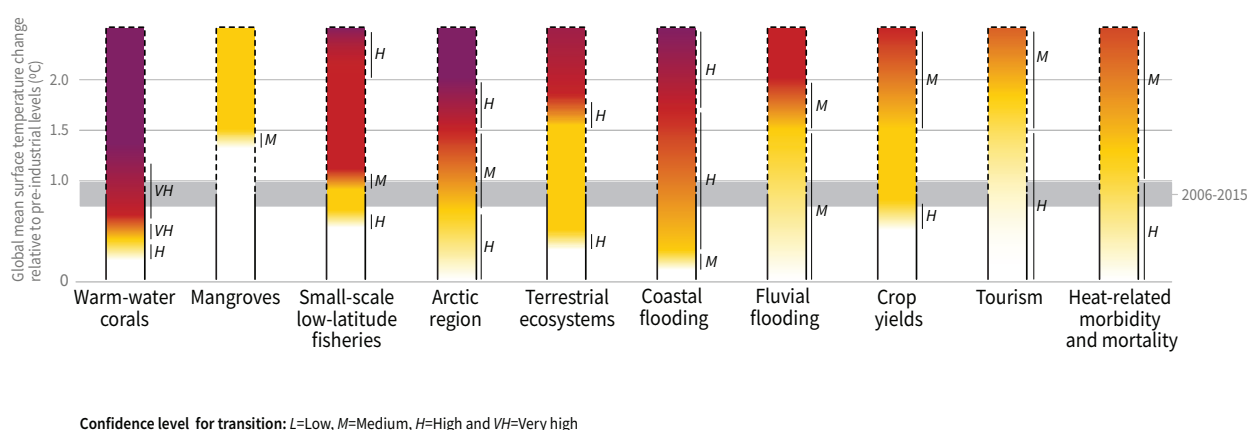 Global mean surface temperature change
relative to pre-industrial levels (ºC)
2.0
1.5
1.0
0
H
M
H
VH
VH
H
M
H
M
H
H
M
H
H
H
H
H
M
M
M
M
H
M
H
M
H
2006-2015
Warm-water
corals
Mangroves
Small-scale
low-latitude
fisheries
Arctic
region
Terrestrial
ecosystems
Coastal
flooding
Fluvial
flooding
Crop
yields
Tourism
Heat-related
morbidity
and mortality
Confidence level for transition: L=Low, M=Medium, H=High and VH=Very high